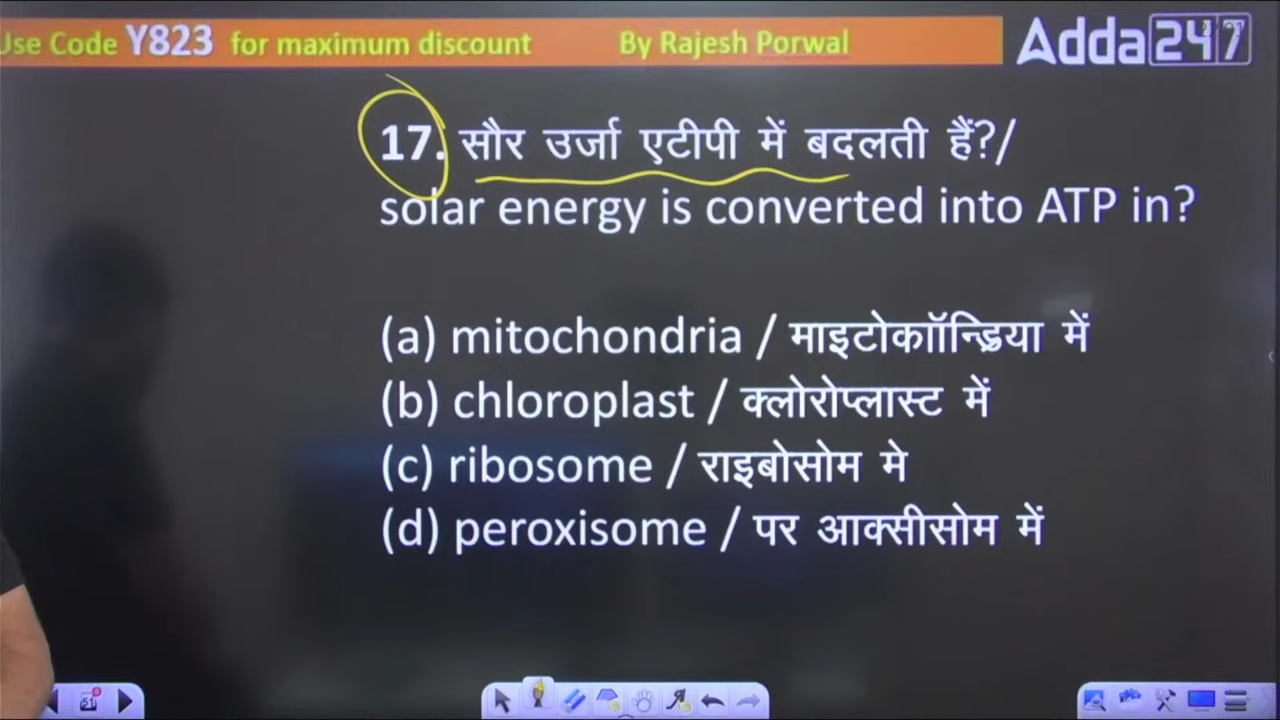 Use Code Y823 for maximum discount By Rajesh Porwal Adda247
17. सौर उर्जा एटीपी में बदलती हैं?/
solar energy is converted into ATP in?
(a) mitochondria / माइटोकाॅान्ड्रिया में
(b) chloroplast / क्लोरोप्लास्ट में
(c) ribosome / राइबोसोम मे
(d) peroxisome / पर आक्सीसोम में